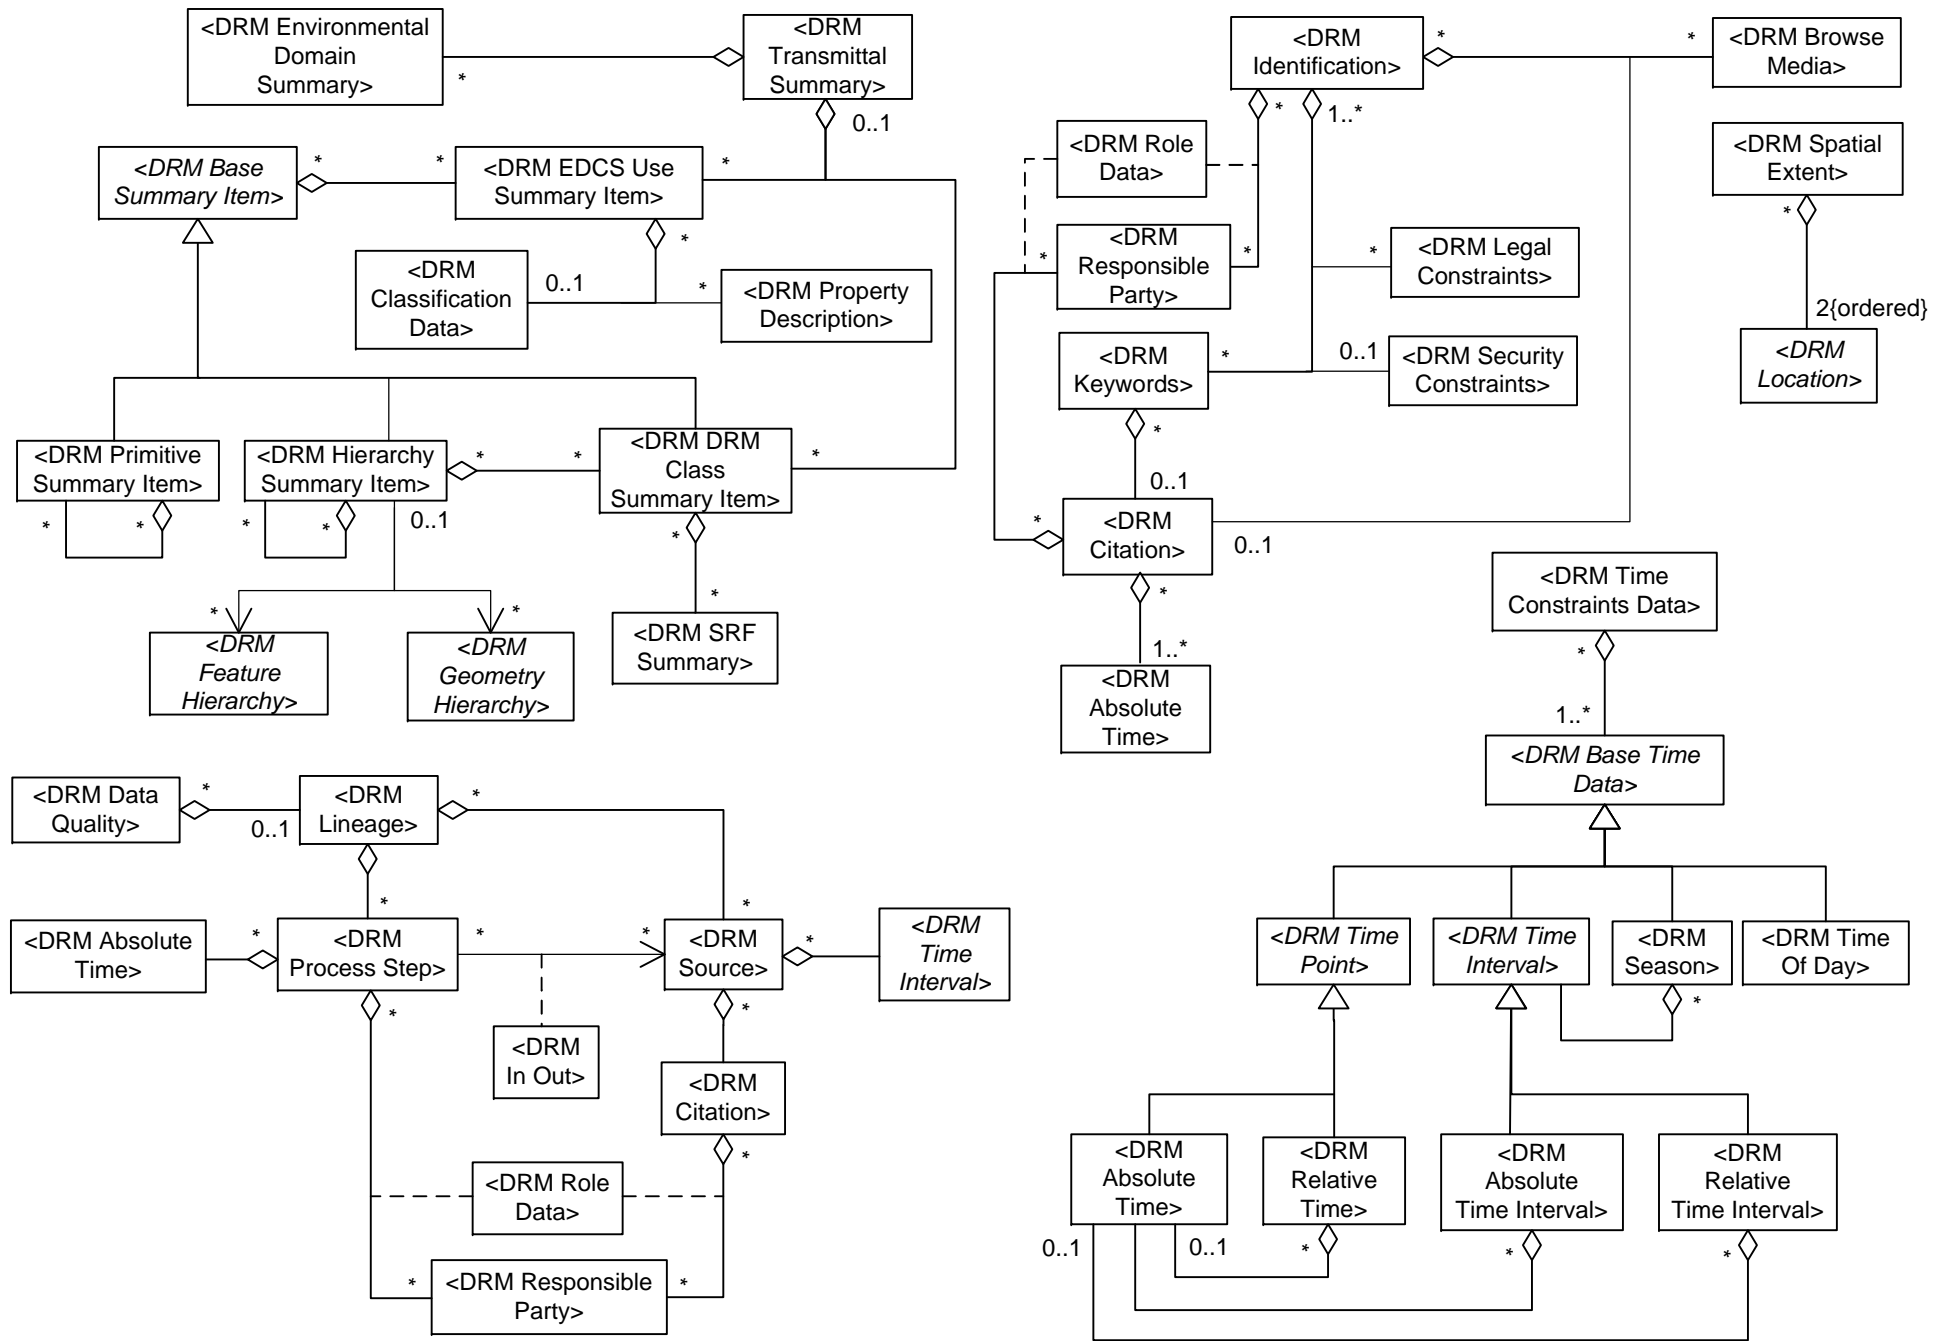 <DRM Environmental
Domain
Summary>
*
<DRM
Transmittal
Summary>
0..1
<DRM Base
Summary Item>
*
*
<DRM EDCS Use
Summary Item>
*
*
<DRM
Classification
Data>
0..1
*
<DRM Property
Description>
<DRM Primitive
Summary Item>
*
*
<DRM Hierarchy
Summary Item>
*
*
*
*
0..1
<DRM DRM
Class
Summary Item>
*
*
*
*
*
<DRM
Feature
Hierarchy>
<DRM
Geometry
Hierarchy>
<DRM SRF
Summary>
<DRM
Identification>
*
*
<DRM Browse
Media>
*
1..*
<DRM Role
Data>
<DRM Spatial
Extent>
*
2{ordered}
<DRM
Location>
*
<DRM
Responsible
Party>
*
*
<DRM Legal
Constraints>
<DRM
Keywords>
*
0..1
<DRM Security
Constraints>
*
0..1
*
<DRM
Citation>
0..1
*
1..*
<DRM
Absolute
Time>
<DRM Time
Constraints Data>
*
1..*
<DRM Base Time
Data>
<DRM Data
Quality>
*
0..1
<DRM
Lineage>
*
*
*
<DRM Absolute
Time>
*
<DRM
Process Step>
*
*
<DRM
Source>
*
<DRM
Time
Interval>
*
*
<DRM
In Out>
<DRM
Citation>
*
<DRM Role
Data>
*
<DRM Responsible
Party>
*
<DRM Time
Point>
<DRM Time
Interval>
<DRM
Season>
<DRM Time
Of Day>
*
<DRM
Absolute
Time>
<DRM
Relative
Time>
<DRM
Absolute
Time Interval>
<DRM
Relative
Time Interval>
0..1
0..1
*
*
*